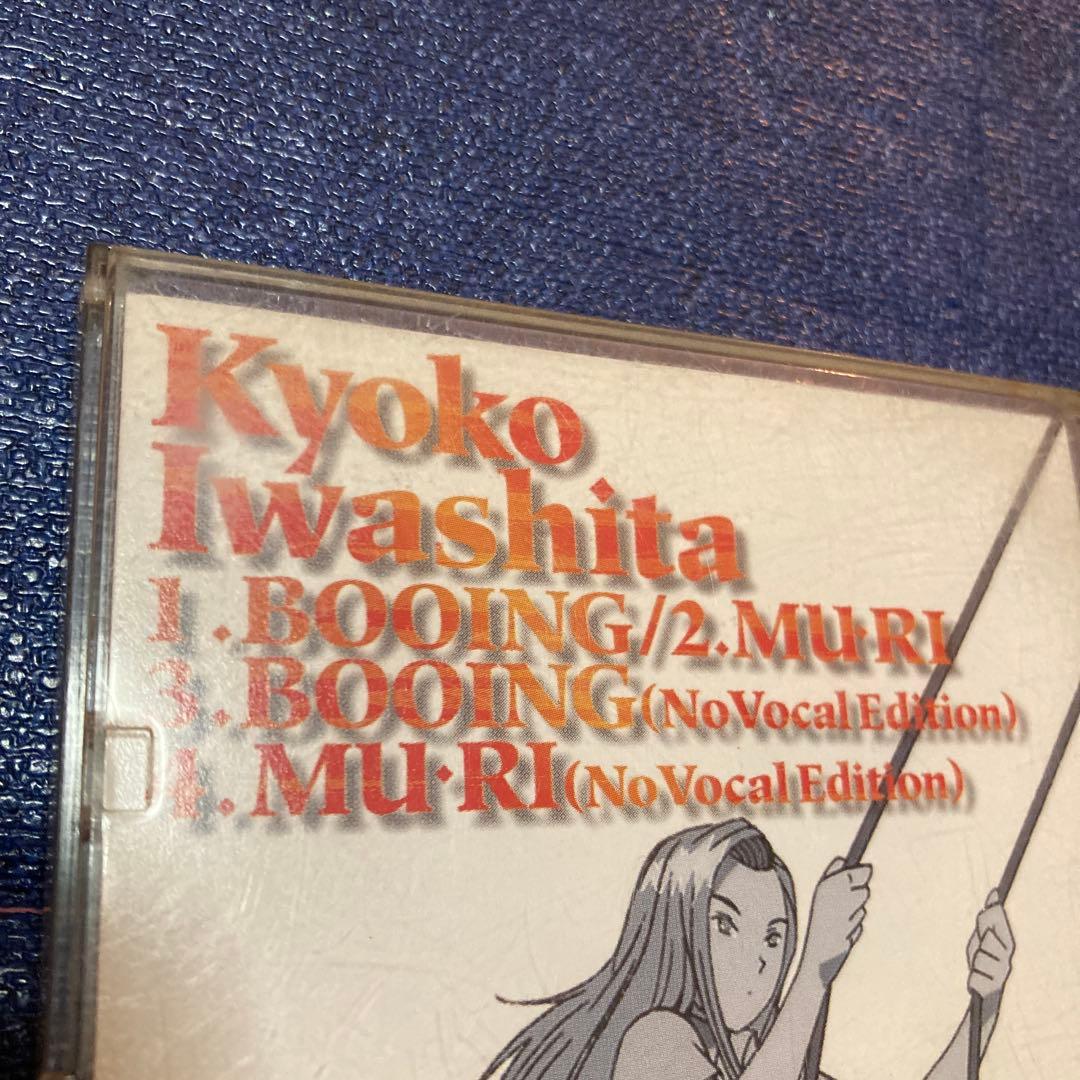 Kyoko
Iwashita
1.BOOING/2.MU·RI
3.BOOING(No Vocal Edition)
4.MU·RI(No Vocal Edition)